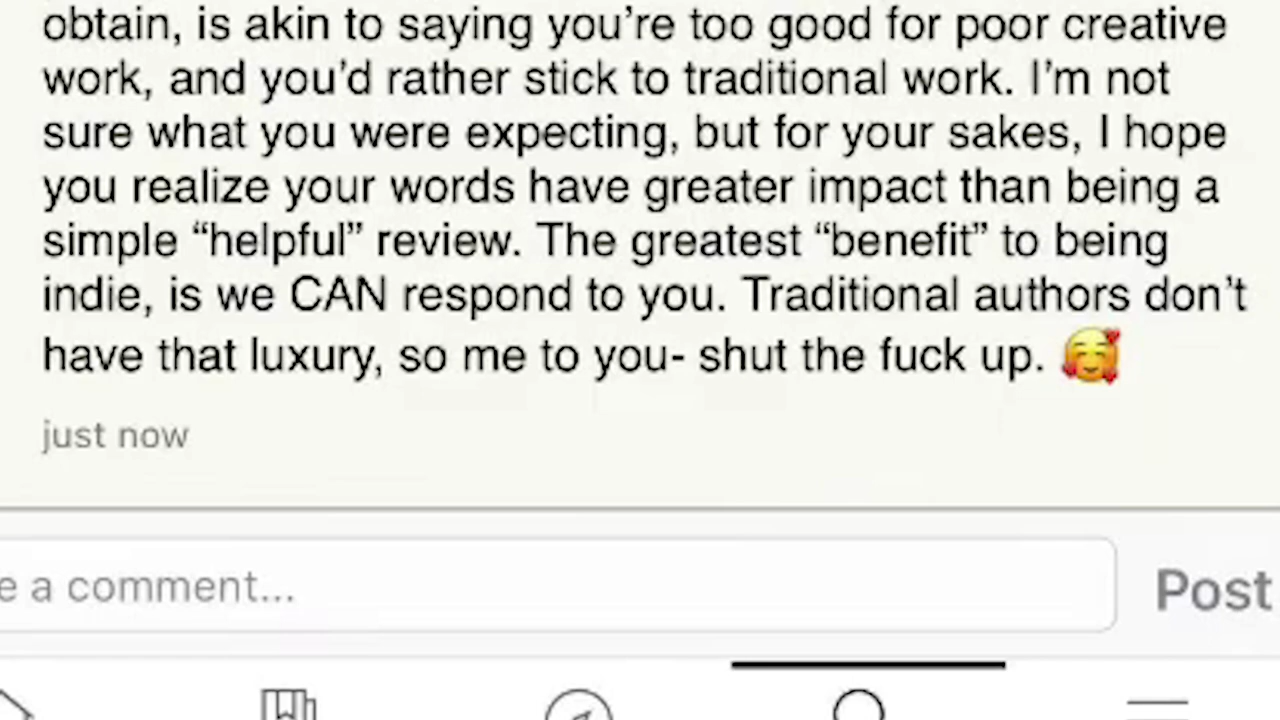 obtain, is akin to saying you’re too good for poor creative
work, and you’d rather stick to traditional work. I’m not
sure what you were expecting, but for your sakes, I hope
you realize your words have greater impact than being a
simple “helpful” review. The greatest “benefit” to being
indie, is we CAN respond to you. Traditional authors don’t
have that luxury, so me to you- shut the fuck up. 🥰
just now
e a comment...
Post